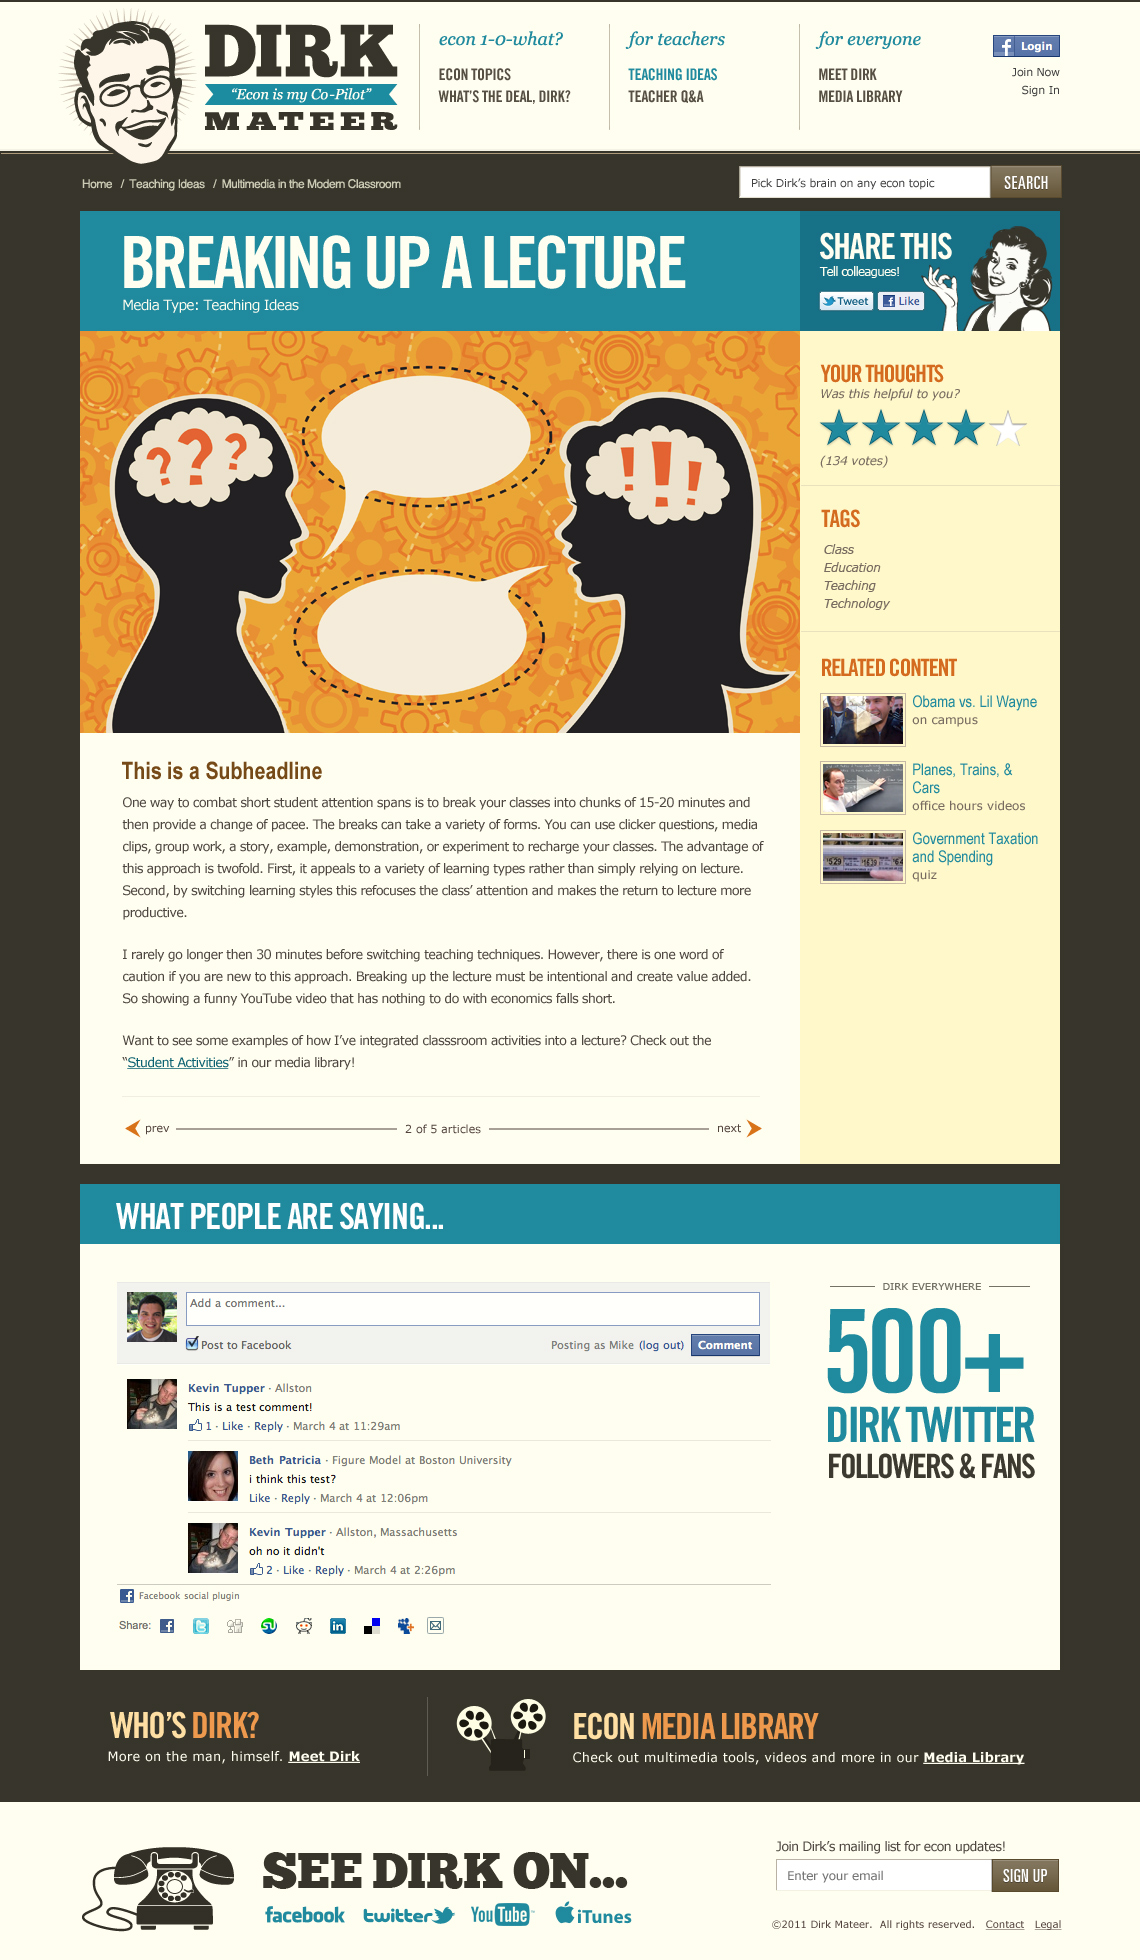 DIRK
"Econ is my Co-Pilot"
MATEER
econ 1-0-what?
ECON TOPICS
WHAT'S THE DEAL, DIRK?
for teachers
TEACHING IDEAS
TEACHER Q&A
for everyone
MEET DIRK
MEDIA LIBRARY
f Login
Join Now
Sign In
Home / Teaching Ideas / Multimedia in the Modern Classroom
Pick Dirk's brain on any econ topic
SEARCH
BREAKING UP A LECTURE
Media Type: Teaching Ideas
SHARE THIS
Tell colleagues!
Tweet
Like
???
!!!
YOUR THOUGHTS
Was this helpful to you?
(134 votes)
TAGS
Class
Education
Teaching
Technology
RELATED CONTENT
Obama vs. Lil Wayne
on campus
Planes, Trains, &
Cars
office hours videos
Government Taxation
and Spending
quiz
This is a Subheadline
One way to combat short student attention spans is to break your classes into chunks of 15-20 minutes and
then provide a change of pacee. The breaks can take a variety of forms. You can use clicker questions, media
clips, group work, a story, example, demonstration, or experiment to recharge your classes. The advantage of
this approach is twofold. First, it appeals to a variety of learning types rather than simply relying on lecture.
Second, by switching learning styles this refocuses the class' attention and makes the return to lecture more
productive.
I rarely go longer then 30 minutes before switching teaching techniques. However, there is one word of
caution if you are new to this approach. Breaking up the lecture must be intentional and create value added.
So showing a funny YouTube video that has nothing to do with economics falls short.
Want to see some examples of how I've integrated classsroom activities into a lecture? Check out the
"Student Activities" in our media library!
prev
2 of 5 articles
next
WHAT PEOPLE ARE SAYING...
Add a comment...
Post to Facebook
Posting as Mike (log out)
Comment
Kevin Tupper · Allston
This is a test comment!
1 · Like · Reply · March 4 at 11:29am
Beth Patricia · Figure Model at Boston University
i think this test?
Like · Reply · March 4 at 12:06pm
Kevin Tupper · Allston, Massachusetts
oh no it didn't
2 · Like · Reply · March 4 at 2:26pm
Facebook social plugin
Share:
DIRK EVERYWHERE
500+
DIRK TWITTER
FOLLOWERS & FANS
WHO'S DIRK?
More on the man, himself. Meet Dirk
ECON MEDIA LIBRARY
Check out multimedia tools, videos and more in our Media Library
SEE DIRK ON...
facebook
twitter
YouTube
iTunes
Join Dirk's mailing list for econ updates!
Enter your email
SIGN UP
©2011 Dirk Mateer. All rights reserved. Contact Legal